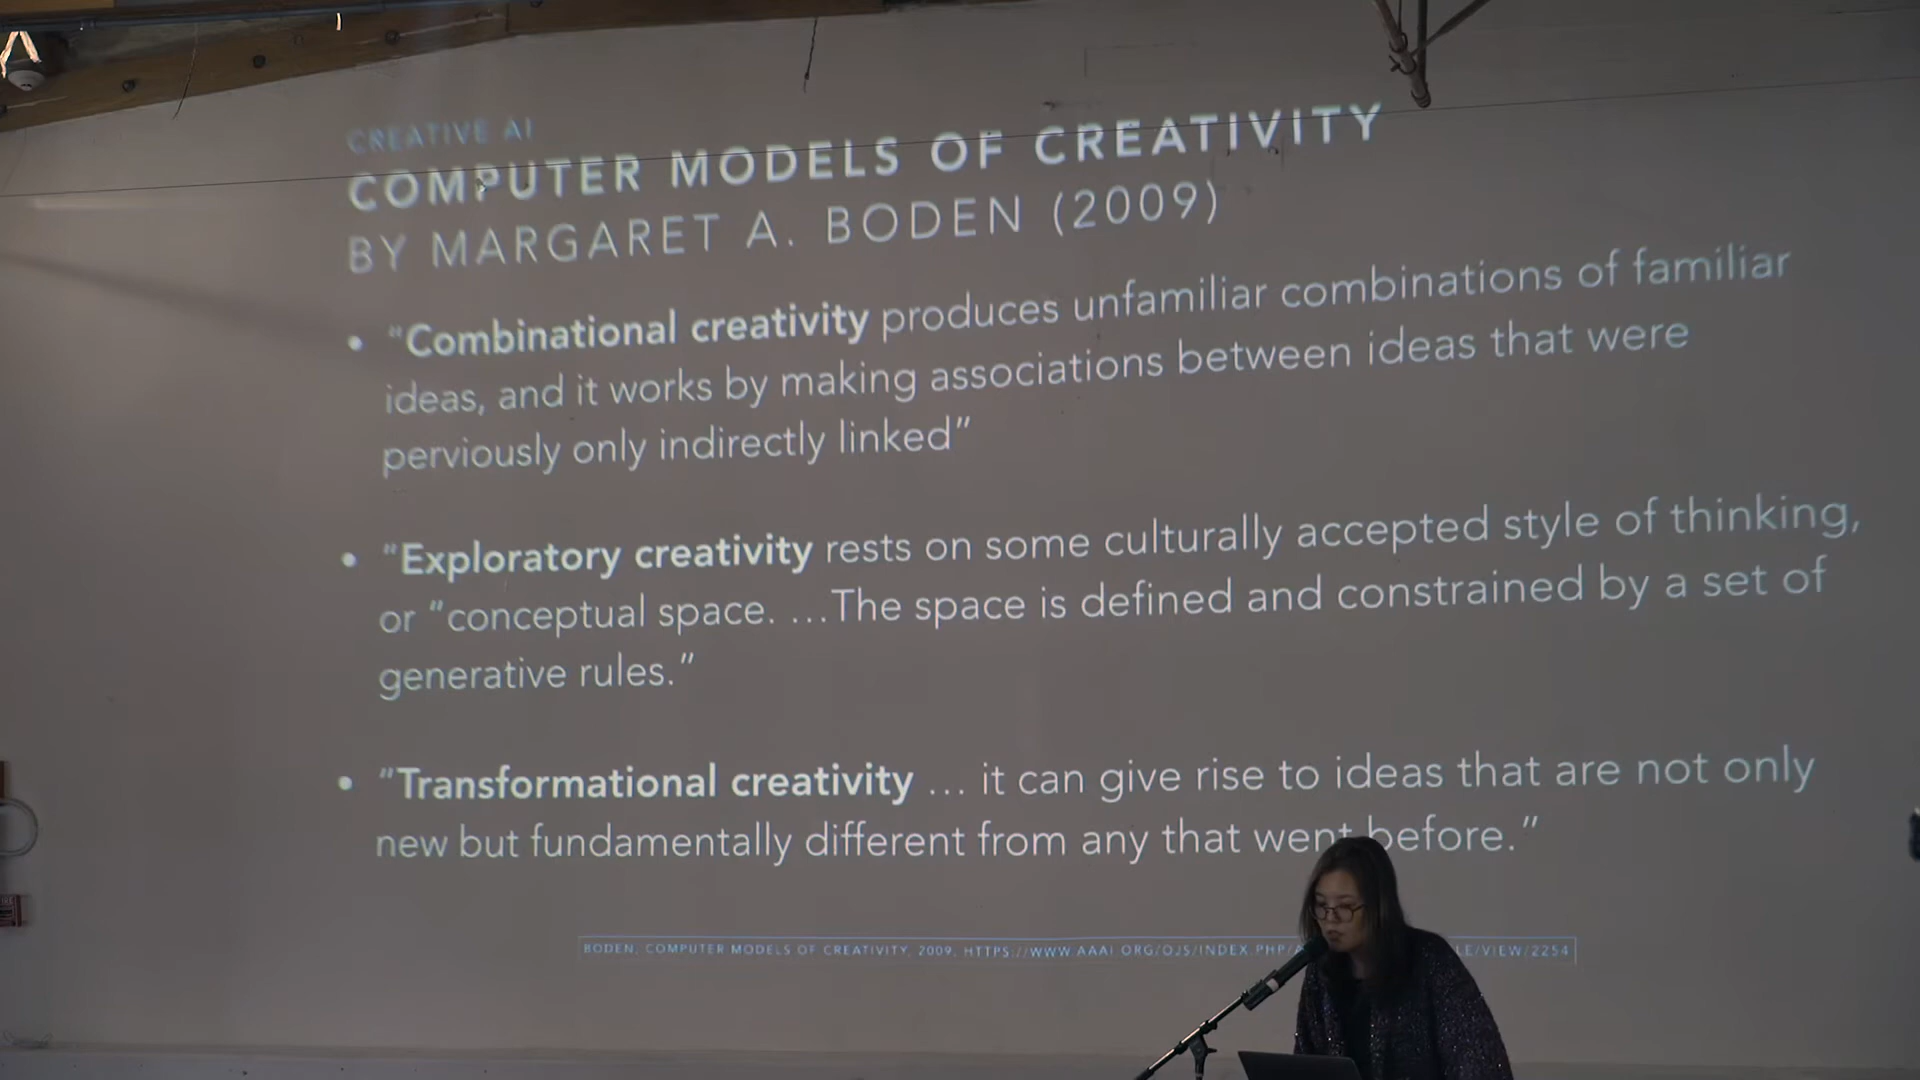 CREATIVE AI
COMPUTER MODELS OF CREATIVITY
BY MARGARET A. BODEN (2009)
• "Combinational creativity produces unfamiliar combinations of familiar
ideas, and it works by making associations between ideas that were
perviously only indirectly linked”
• "Exploratory creativity rests on some culturally accepted style of thinking,
or "conceptual space. ...The space is defined and constrained by a set of
generative rules.”
• "Transformational creativity ... it can give rise to ideas that are not only
new but fundamentally different from any that went before.”
BODEN, COMPUTER MODELS OF CREATIVITY, 2009, HTTPS://WWW.AAAI.ORG/OJS/INDEX.PHP/ LE/VIEW/2254